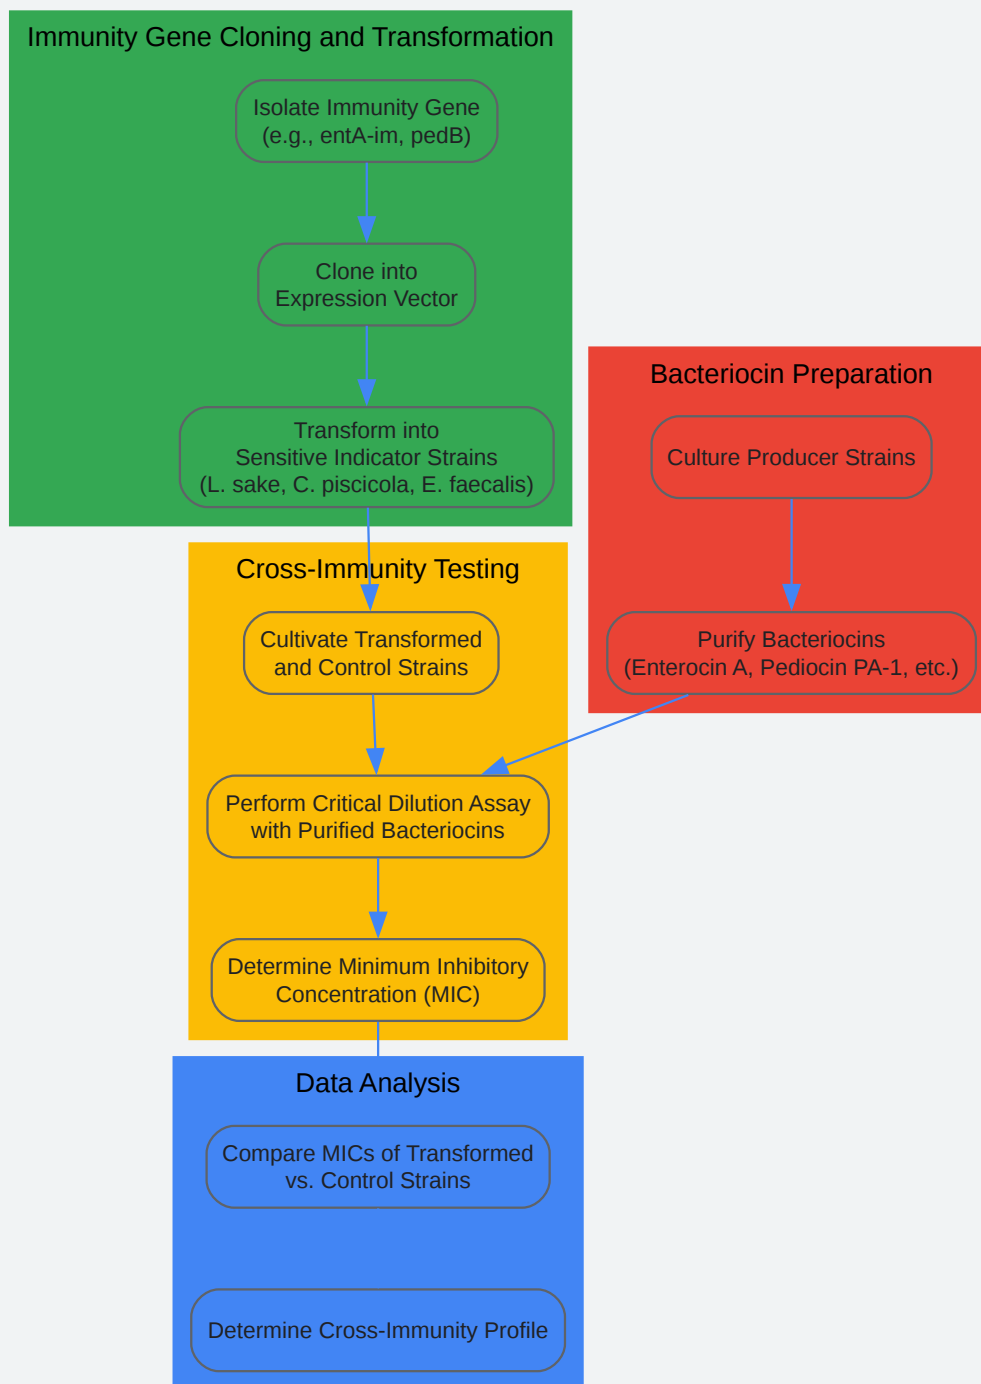 Immunity Gene Cloning and Transformation
Isolate Immunity Gene
(e.g., entA-im, pedB)
Clone into
Expression Vector
Transform into
Sensitive Indicator Strains
(L. sake, C. piscicola, E. faecalis)
Bacteriocin Preparation
Culture Producer Strains
Purify Bacteriocins
(Enterocin A, Pediocin PA-1, etc.)
Cross-Immunity Testing
Cultivate Transformed
and Control Strains
Perform Critical Dilution Assay
with Purified Bacteriocins
Determine Minimum Inhibitory
Concentration (MIC)
Data Analysis
Compare MICs of Transformed
vs. Control Strains
Determine Cross-Immunity Profile